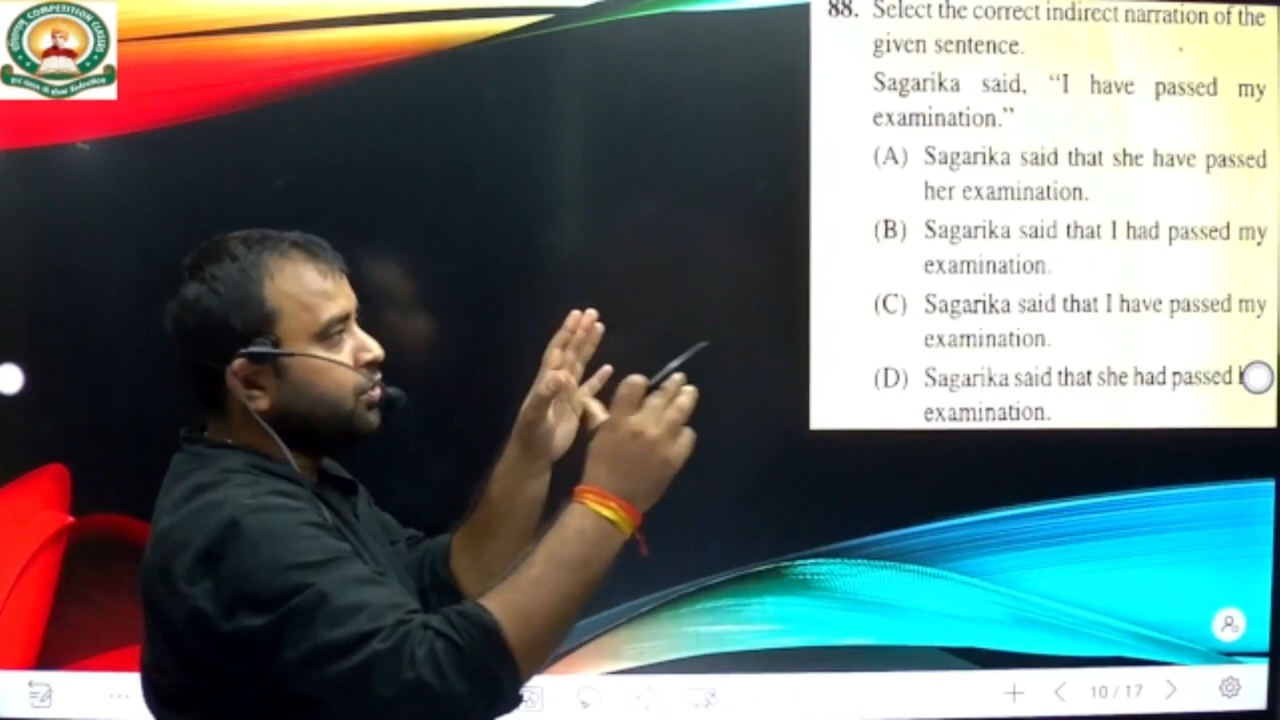 COMPETITION CLASSES
88. Select the correct indirect narration of the
given sentence.
Sagarika said, “I have passed my
examination.”
(A) Sagarika said that she have passed
her examination.
(B) Sagarika said that I had passed my
examination.
(C) Sagarika said that I have passed my
examination.
(D) Sagarika said that she had passed
examination.
10 / 17